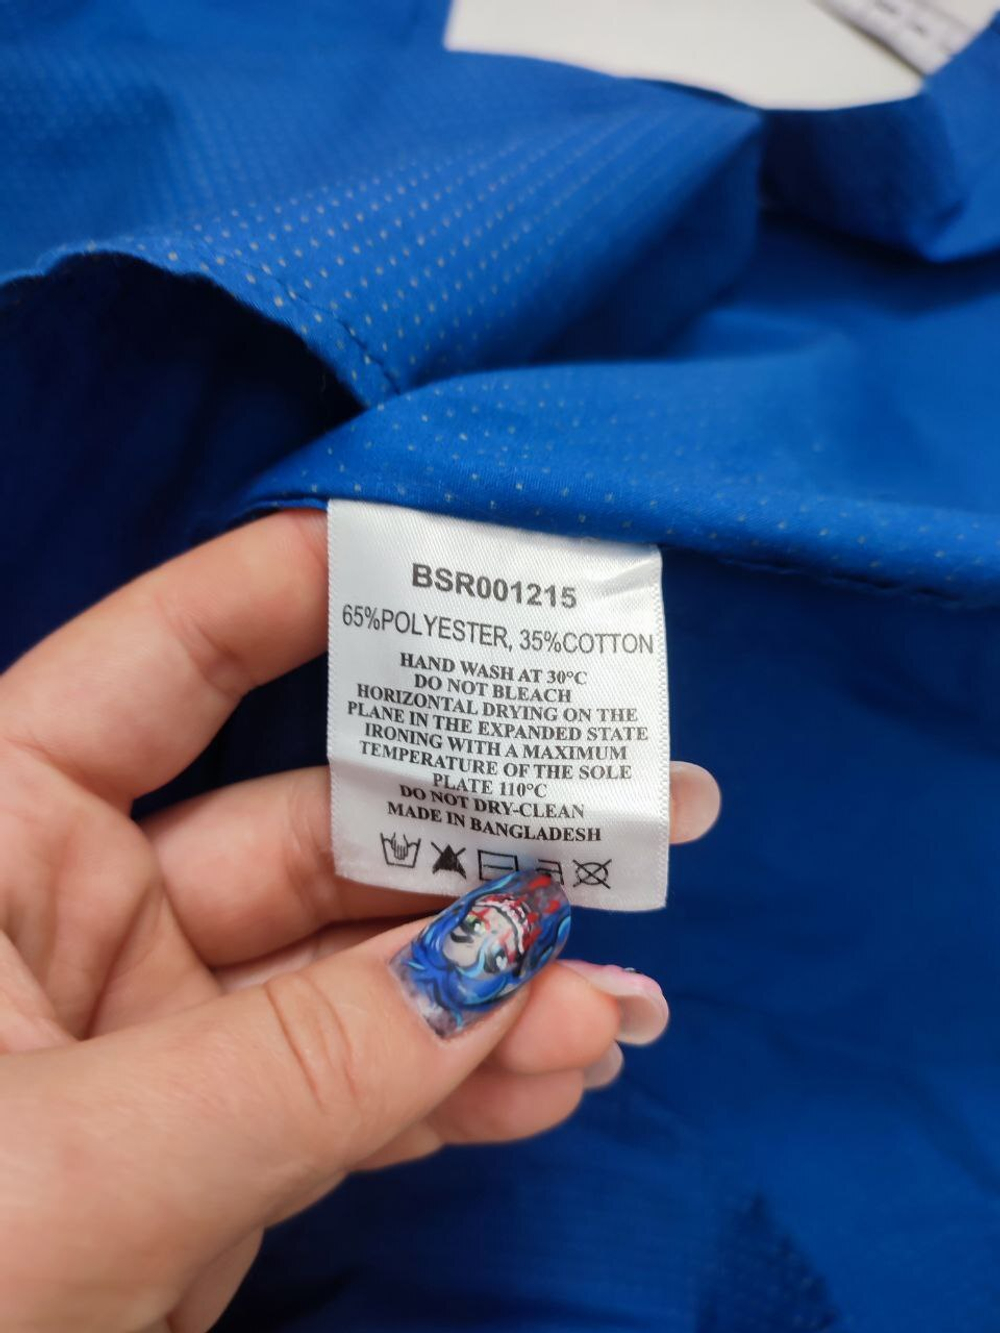 BSR001215
65%POLYESTER, 35%COTTON
HAND WASH AT 30°C
DO NOT BLEACH
HORIZONTAL DRYING ON THE
PLANE IN THE EXPANDED STATE
IRONING WITH A MAXIMUM
TEMPERATURE OF THE SOLE
PLATE 110°C
DO NOT DRY-CLEAN
MADE IN BANGLADESH